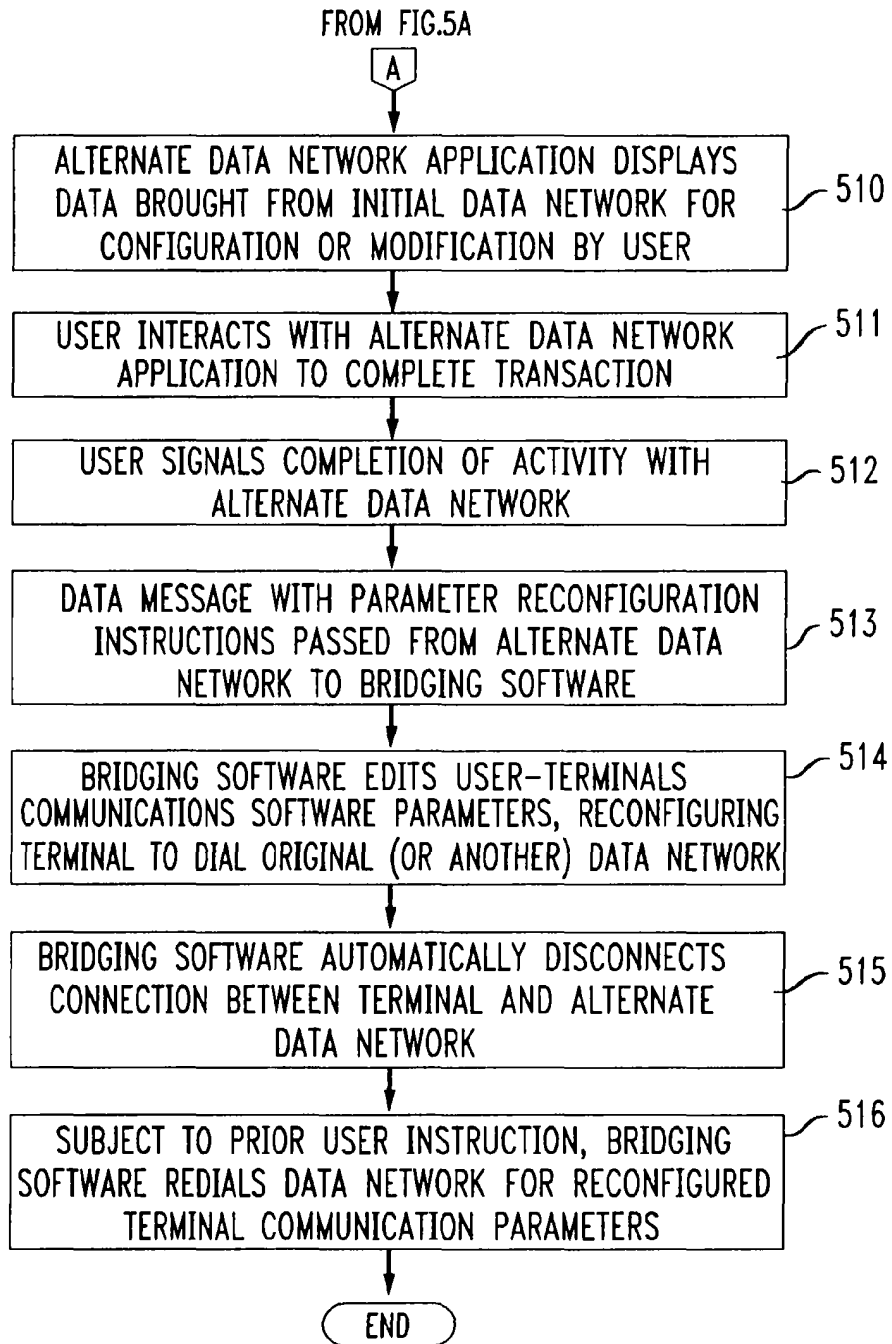 FROM FIG.5A
A
ALTERNATE DATA NETWORK APPLICATION DISPLAYS
DATA BROUGHT FROM INITIAL DATA NETWORK FOR
CONFIGURATION OR MODIFICATION BY USER
510
USER INTERACTS WITH ALTERNATE DATA NETWORK
APPLICATION TO COMPLETE TRANSACTION
511
USER SIGNALS COMPLETION OF ACTIVITY WITH
ALTERNATE DATA NETWORK
512
DATA MESSAGE WITH PARAMETER RECONFIGURATION
INSTRUCTIONS PASSED FROM ALTERNATE DATA
NETWORK TO BRIDGING SOFTWARE
513
BRIDGING SOFTWARE EDITS USER-TERMINALS
COMMUNICATIONS SOFTWARE PARAMETERS, RECONFIGURING
TERMINAL TO DIAL ORIGINAL (OR ANOTHER) DATA NETWORK
514
BRIDGING SOFTWARE AUTOMATICALLY DISCONNECTS
CONNECTION BETWEEN TERMINAL AND ALTERNATE
DATA NETWORK
515
SUBJECT TO PRIOR USER INSTRUCTION, BRIDGING
SOFTWARE REDIALS DATA NETWORK FOR RECONFIGURED
TERMINAL COMMUNICATION PARAMETERS
516
END